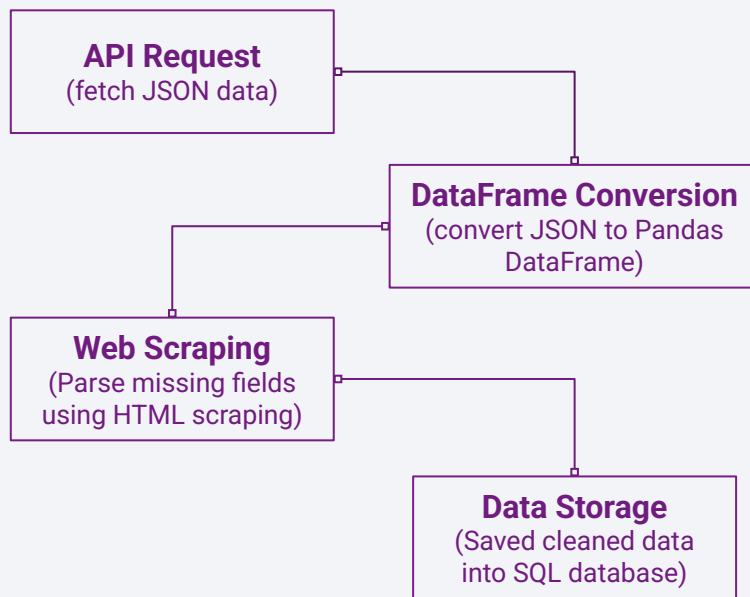 API Request
(fetch JSON data)
DataFrame Conversion
(convert JSON to Pandas
DataFrame)
Web Scraping
(Parse missing fields
using HTML scraping)
Data Storage
(Saved cleaned data
into SQL database)